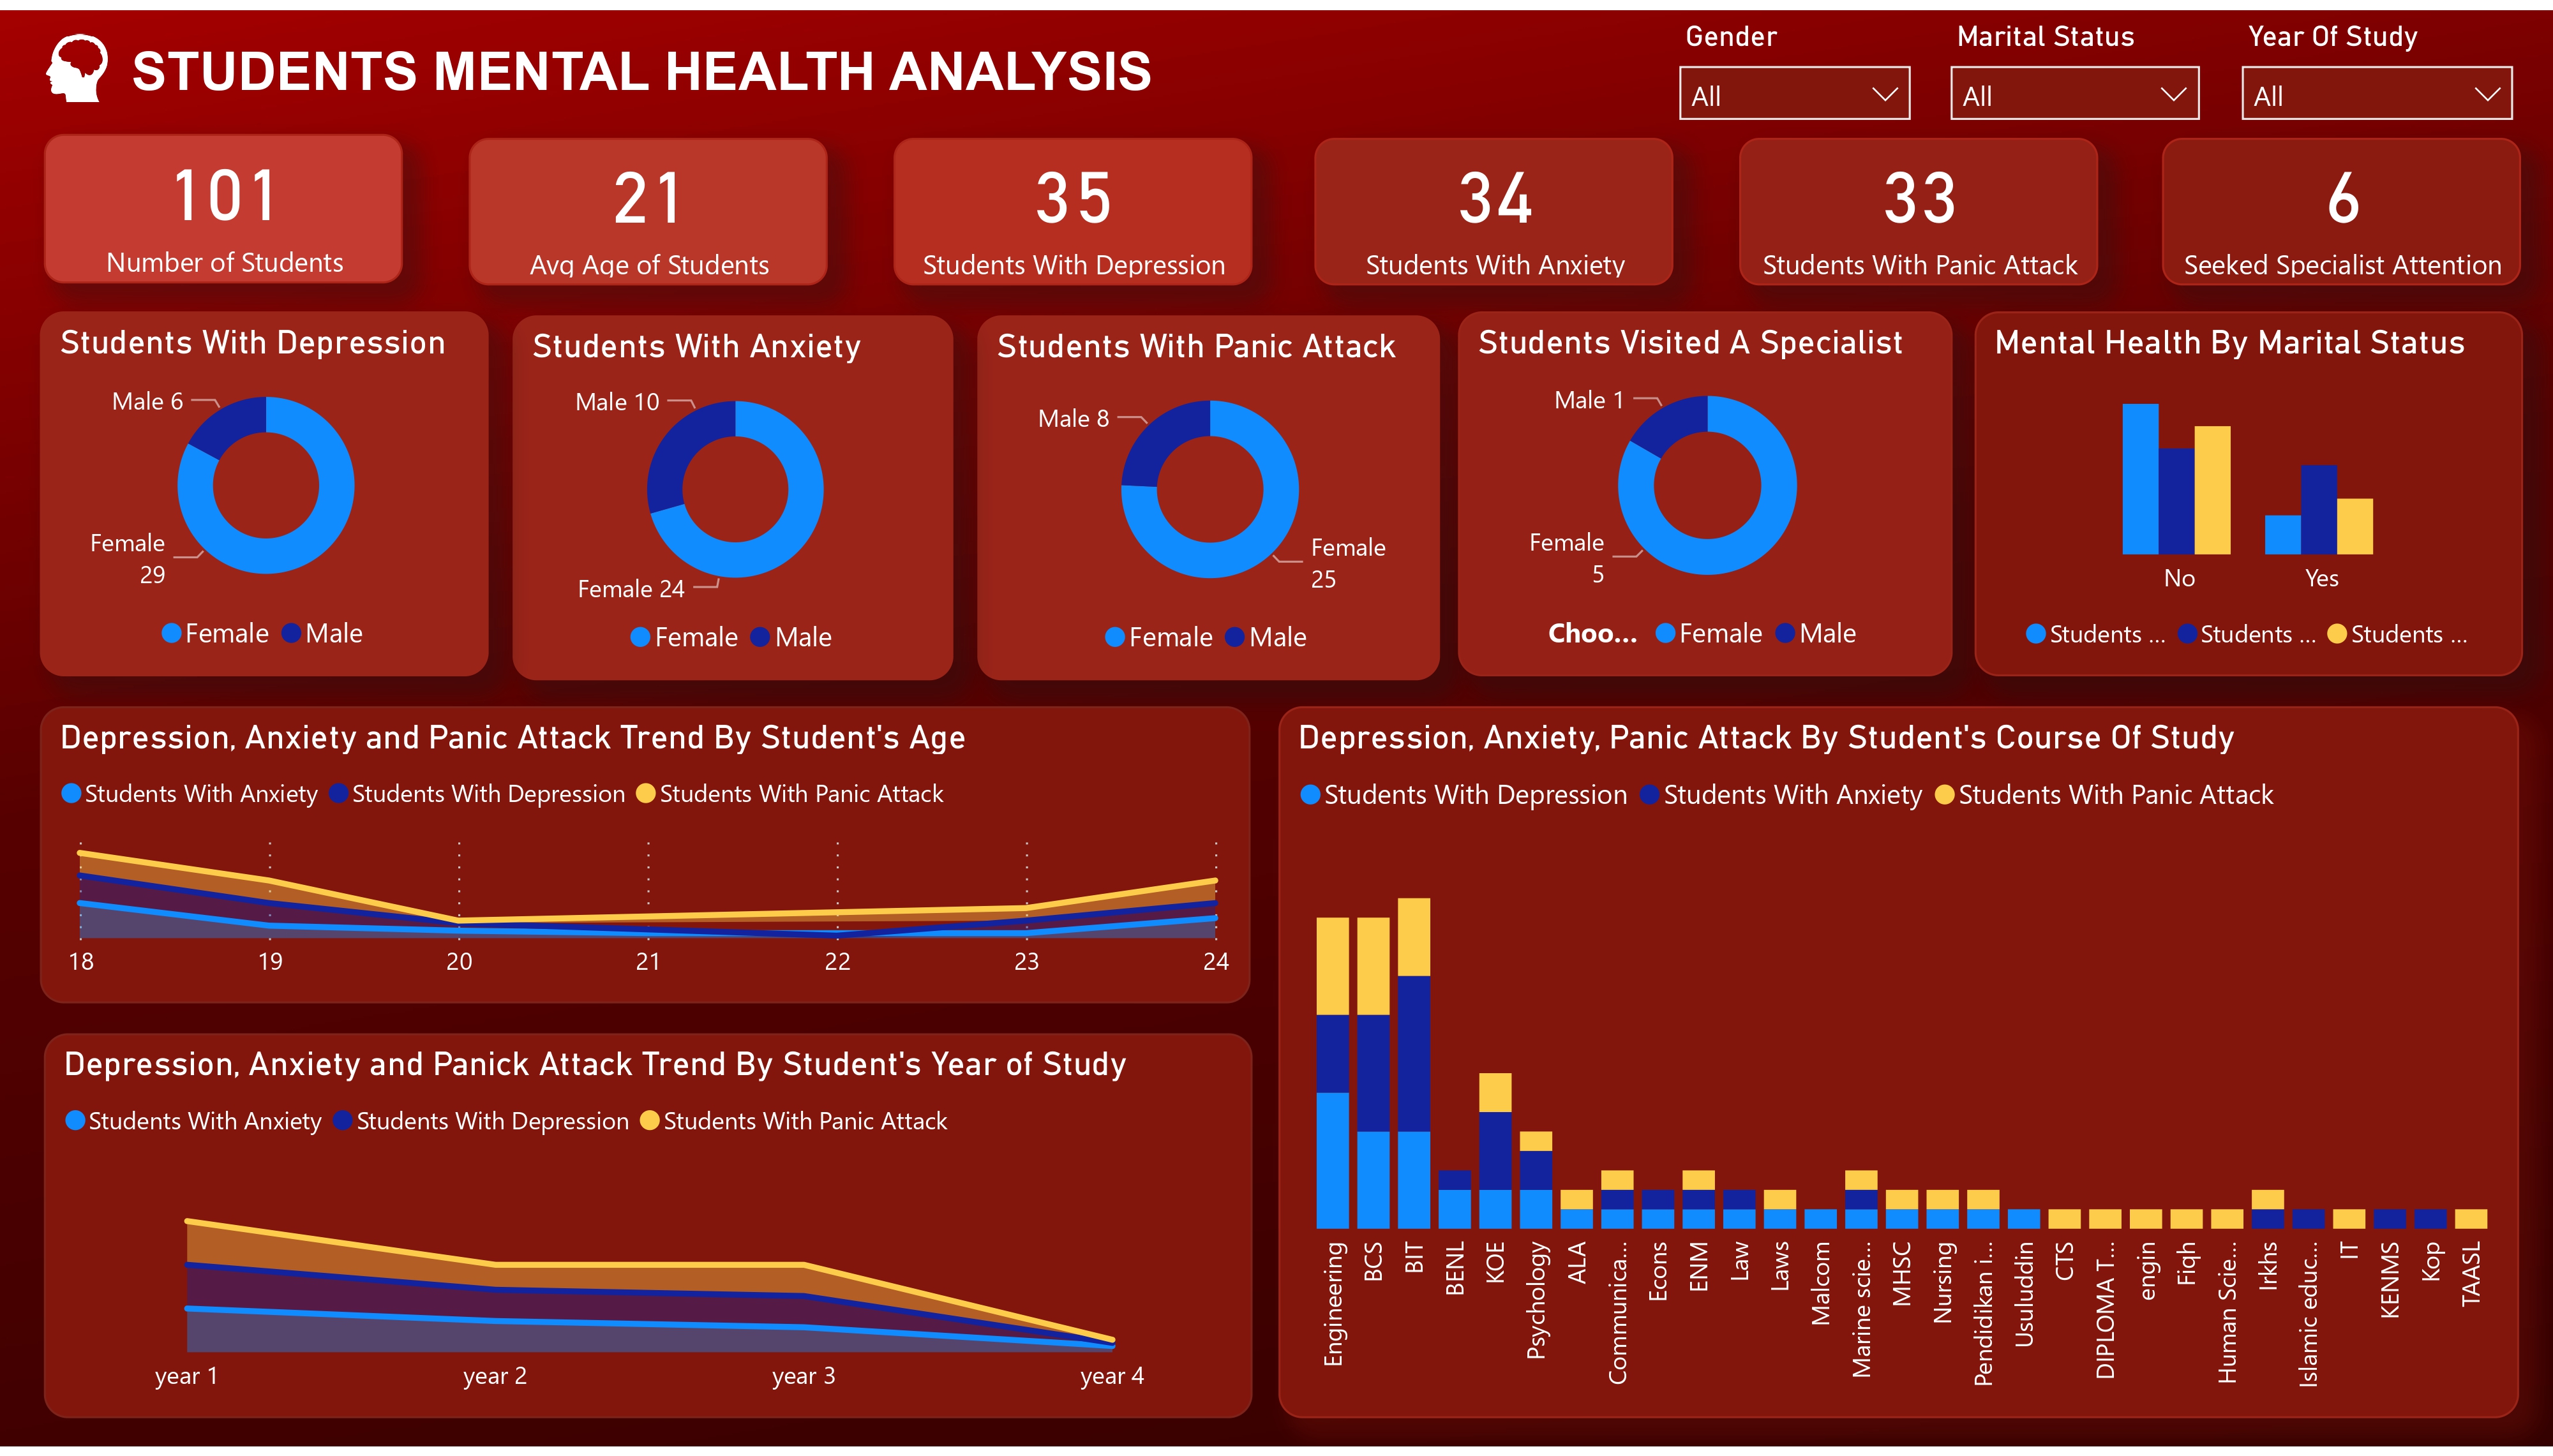 STUDENTS MENTAL HEALTH ANALYSIS
Gender
Marital Status
Year Of Study
All
All
All
101
Number of Students
21
Avg Age of Students
35
Students With Depression
34
Students With Anxiety
33
Students With Panic Attack
6
Seeked Specialist Attention
Students With Depression
Male 6
Female
29
Female
Male
Students With Anxiety
Male 10
Female 24
Female
Male
Students With Panic Attack
Male 8
Female
25
Female
Male
Students Visited A Specialist
Male 1
Female
5
Choo...
Female
Male
Mental Health By Marital Status
No
Yes
Students ...
Students ...
Students ...
Depression, Anxiety and Panic Attack Trend By Student's Age
Students With Anxiety
Students With Depression
Students With Panic Attack
18
19
20
21
22
23
24
Depression, Anxiety and Panick Attack Trend By Student's Year of Study
Students With Anxiety
Students With Depression
Students With Panic Attack
year 1
year 2
year 3
year 4
Depression, Anxiety, Panic Attack By Student's Course Of Study
Students With Depression
Students With Anxiety
Students With Panic Attack
Engineering
BCS
BIT
BENL
KOE
Psychology
ALA
Communica...
Econs
ENM
Law
Laws
Malcom
Marine scie...
MHSC
Nursing
Pendidikan i...
Usuluddin
CTS
DIPLOMA T...
engin
Fiqh
Human Scie...
Irkhs
Islamic educ...
IT
KENMS
Kop
TAASL